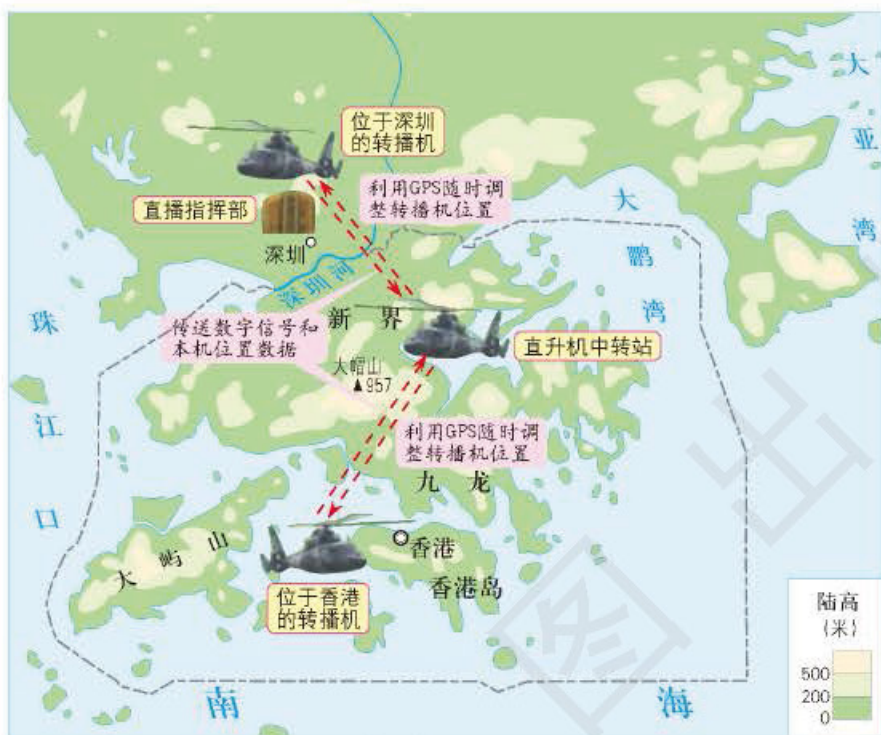 大亚湾
位于深圳
的转播机
利用GPS随时调
整转播机位置
直播指挥部
大鹏湾
深圳
深圳河
珠江口
传送数字信号和
本机位置数据
新界
直升机中转站
大帽山
▲957
利用GPS随时调
整转播机位置
九龙
大屿山
香港
香港岛
位于香港
的转播机
南海
陆高
(米)
500
200
0
图出